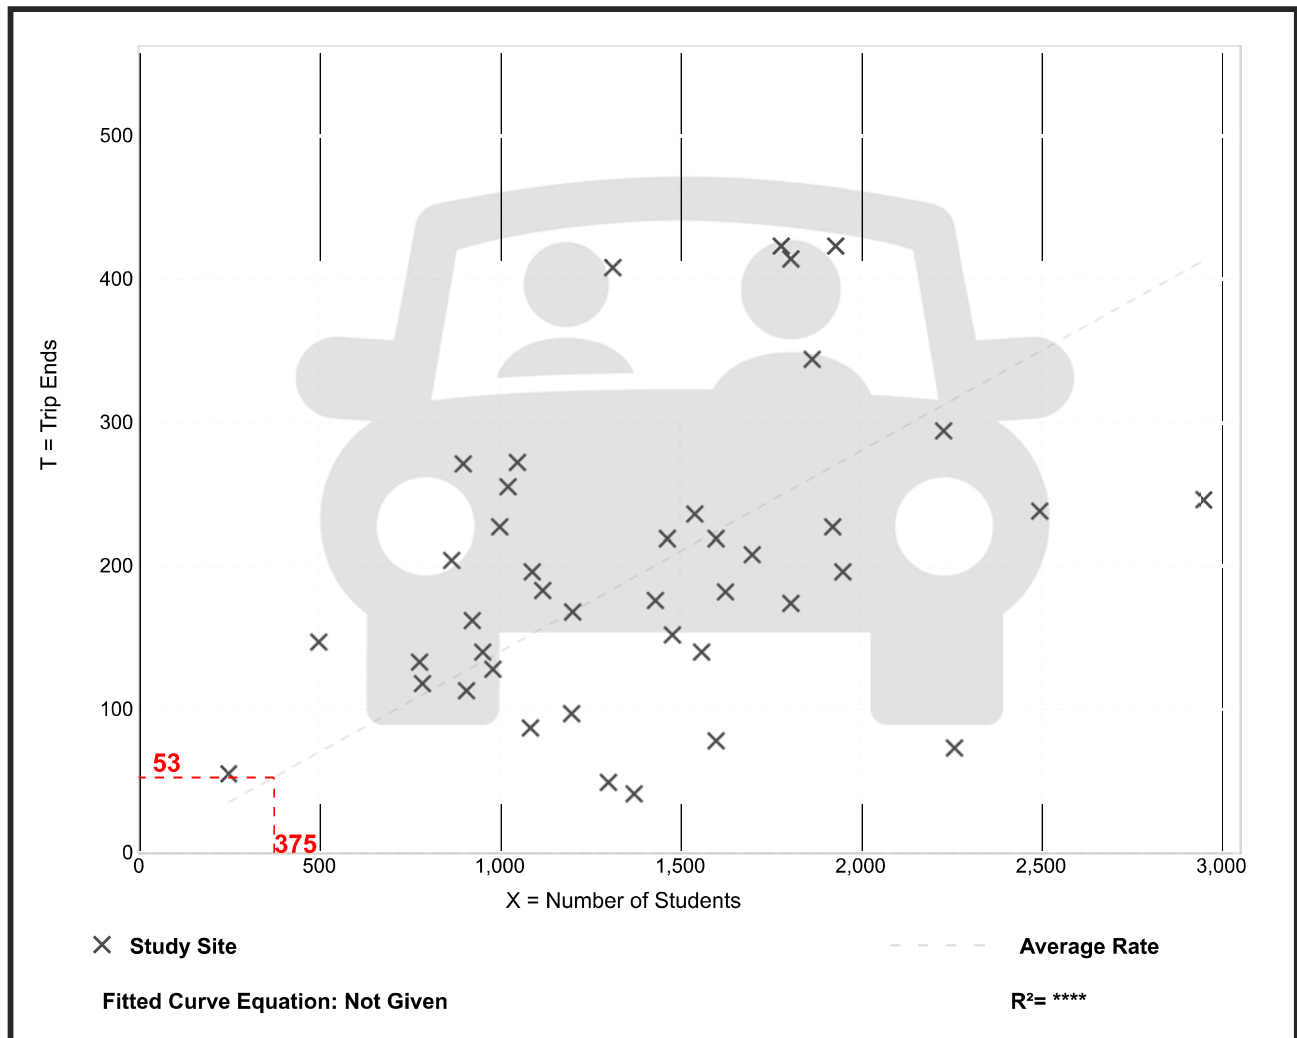 500
400
300
200
100
0
T = Trip Ends
53
375
0 500 1,000 1,500 2,000 2,500 3,000
X = Number of Students
Study Site
Average Rate
Fitted Curve Equation: Not Given
R²= ****